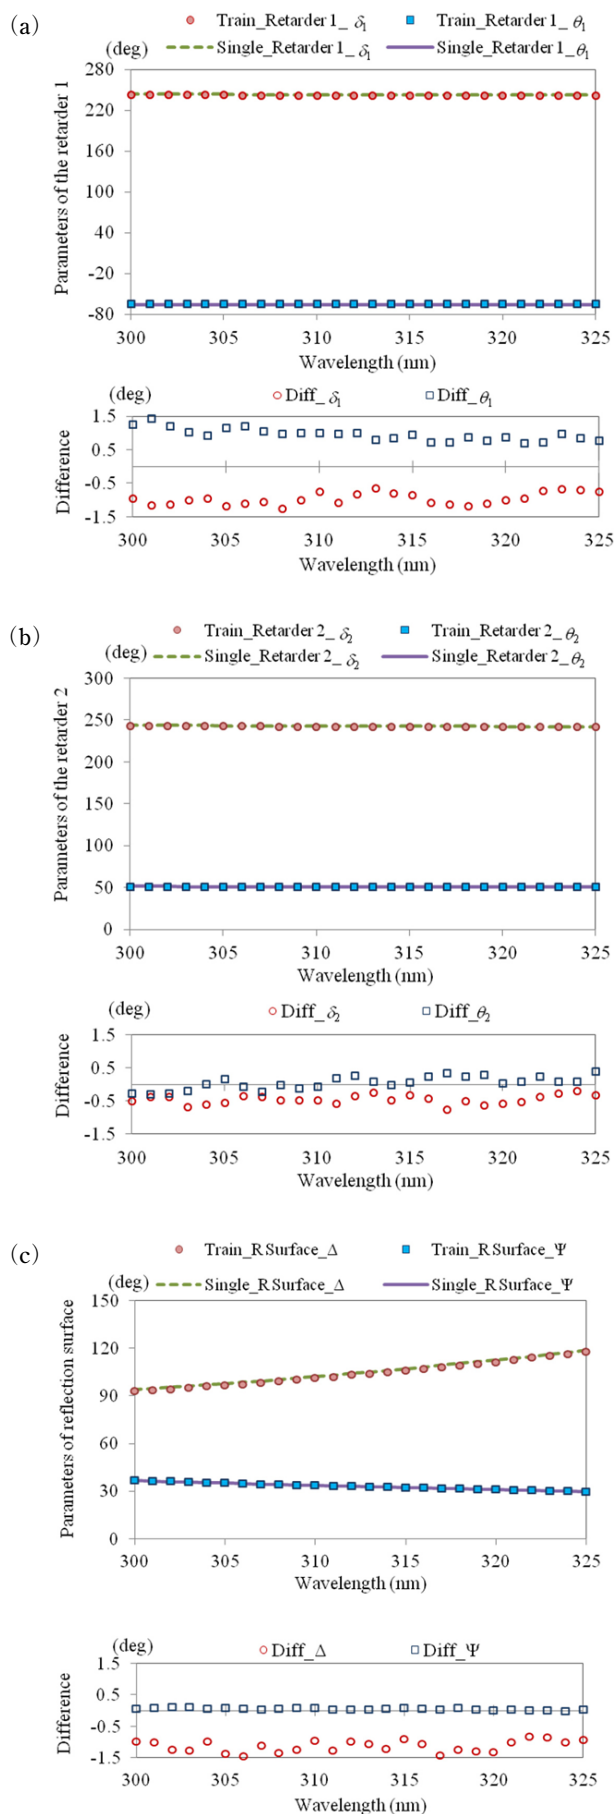 (a)
Train_Retarder 1_ δ1 Train_Retarder 1_ θ1
(deg) Single_Retarder 1_ δ1 Single_Retarder 1_ θ1
280
220
160
100
40
-20
-80
Parameters of the retarder 1
300 305 310 315 320 325
Wavelength (nm)
(deg) Diff_ δ1 Diff_ θ1
1.5
0.5
-0.5
-1.5
Difference
300 305 310 315 320 325
Wavelength (nm)
(b)
Train_Retarder 2_ δ2 Train_Retarder 2_ θ2
(deg) Single_Retarder 2_ δ2 Single_Retarder 2_ θ2
300
250
200
150
100
50
0
Parameters of the retarder 2
300 305 310 315 320 325
Wavelength (nm)
(deg) Diff_ δ2 Diff_ θ2
1.5
0.5
-0.5
-1.5
Difference
300 305 310 315 320 325
Wavelength (nm)
(c)
Train_R Surface_Δ Train_R Surface_Ψ
(deg) Single_R Surface_Δ Single_R Surface_Ψ
150
120
90
60
30
0
Parameters of reflection surface
300 305 310 315 320 325
Wavelength (nm)
(deg) Diff_Δ Diff_Ψ
1.5
0.5
-0.5
-1.5
Difference
300 305 310 315 320 325
Wavelength (nm)